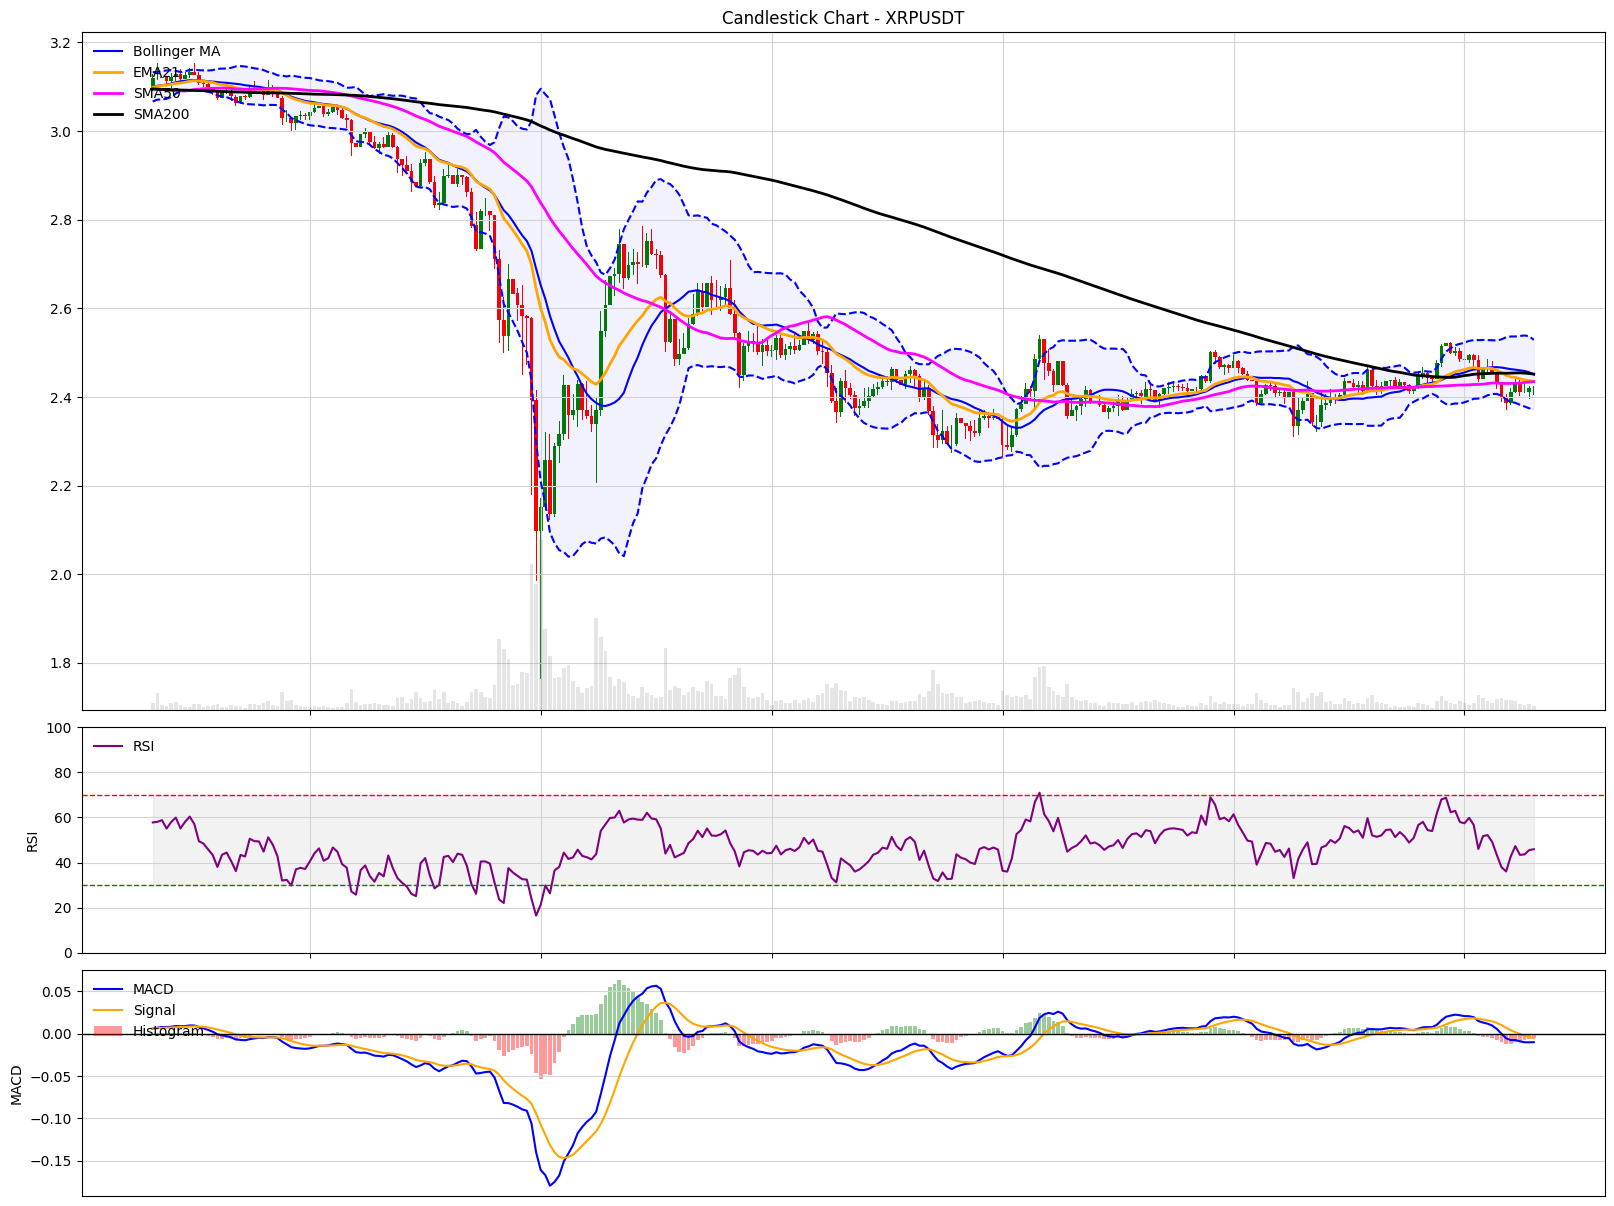 Candlestick Chart - XRPUSDT
3.2
3.0
2.8
2.6
2.4
2.2
2.0
1.8
Bollinger MA
EMA21
SMA50
SMA200
100
80
60
40
20
0
RSI
RSI
0.05
0.00
−0.05
−0.10
−0.15
MACD
MACD
Signal
Histogram